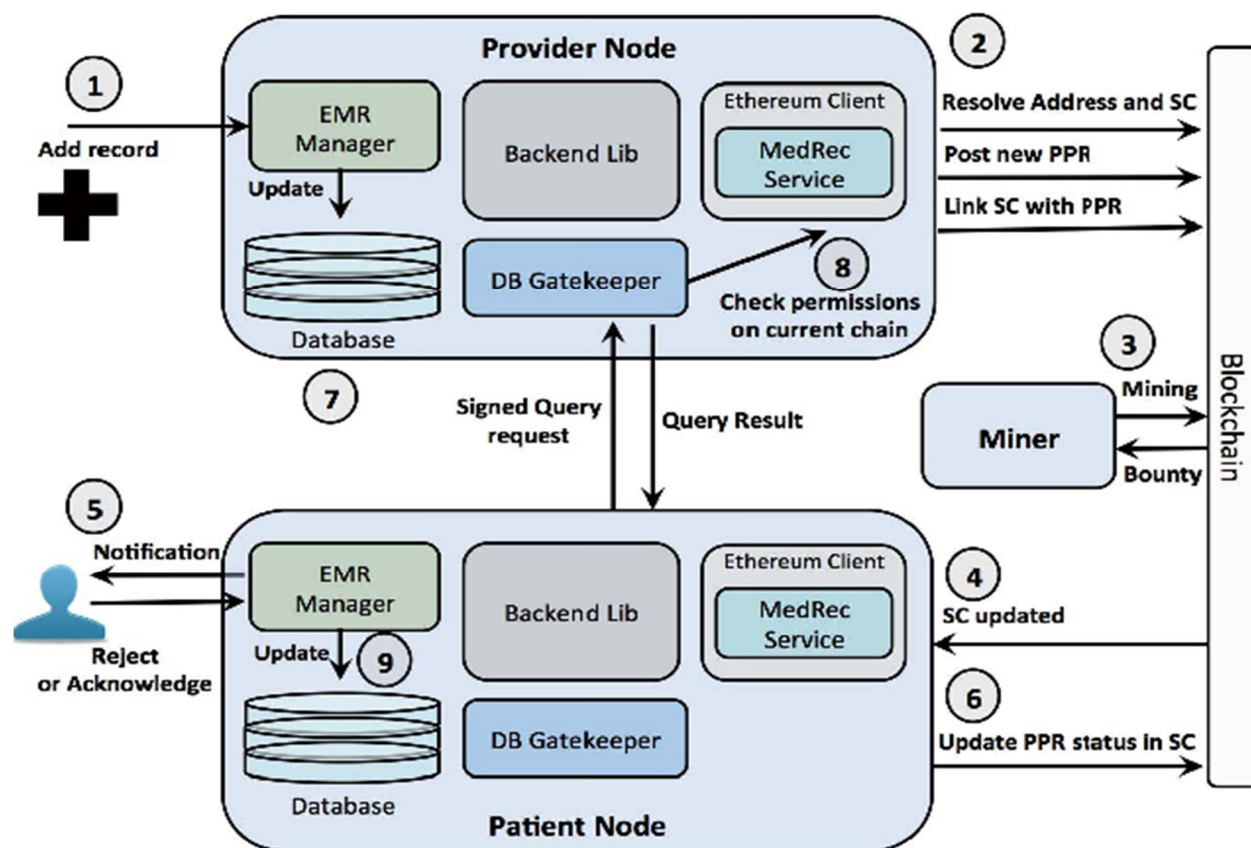 Provider Node
1
Add record
EMR
Manager
Update
Database
Backend Lib
DB Gatekeeper
Ethereum Client
MedRec
Service
8
Check permissions
on current chain
2
Resolve Address and SC
Post new PPR
Link SC with PPR
Blockchain
3
Mining
Miner
Bounty
7
Signed Query
request
Query Result
5
Notification
Reject
or Acknowledge
EMR
Manager
Update
9
Database
Backend Lib
DB Gatekeeper
Ethereum Client
MedRec
Service
4
SC updated
6
Update PPR status in SC
Patient Node